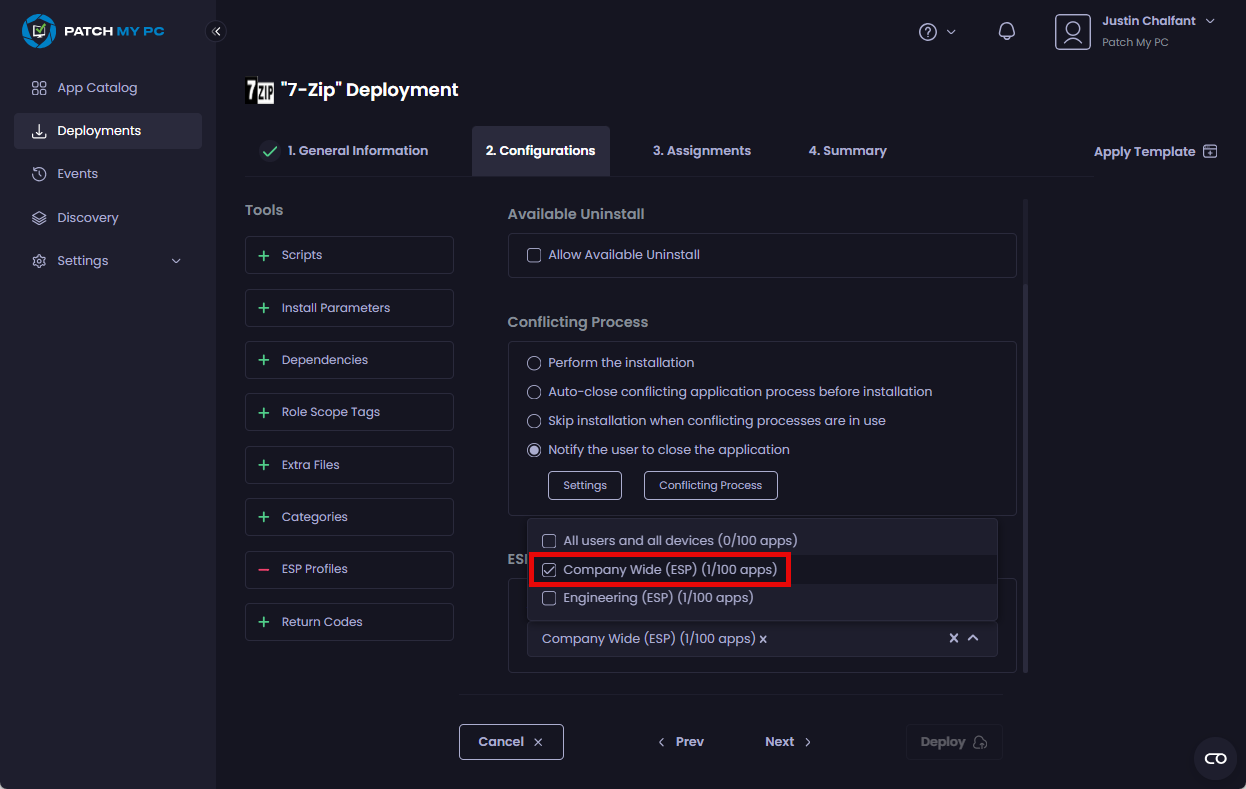 PATCH MY PC
Justin Chalfant
Patch My PC
App Catalog
Deployments
Events
Discovery
Settings
7ZIP "7-Zip" Deployment
1. General Information
2. Configurations
3. Assignments
4. Summary
Apply Template
Tools
Scripts
Install Parameters
Dependencies
Role Scope Tags
Extra Files
Categories
ESP Profiles
Return Codes
Available Uninstall
Allow Available Uninstall
Conflicting Process
Perform the installation
Auto-close conflicting application process before installation
Skip installation when conflicting processes are in use
Notify the user to close the application
Settings
Conflicting Process
All users and all devices (0/100 apps)
Company Wide (ESP) (1/100 apps)
Engineering (ESP) (1/100 apps)
Company Wide (ESP) (1/100 apps) x
Cancel
Prev
Next
Deploy